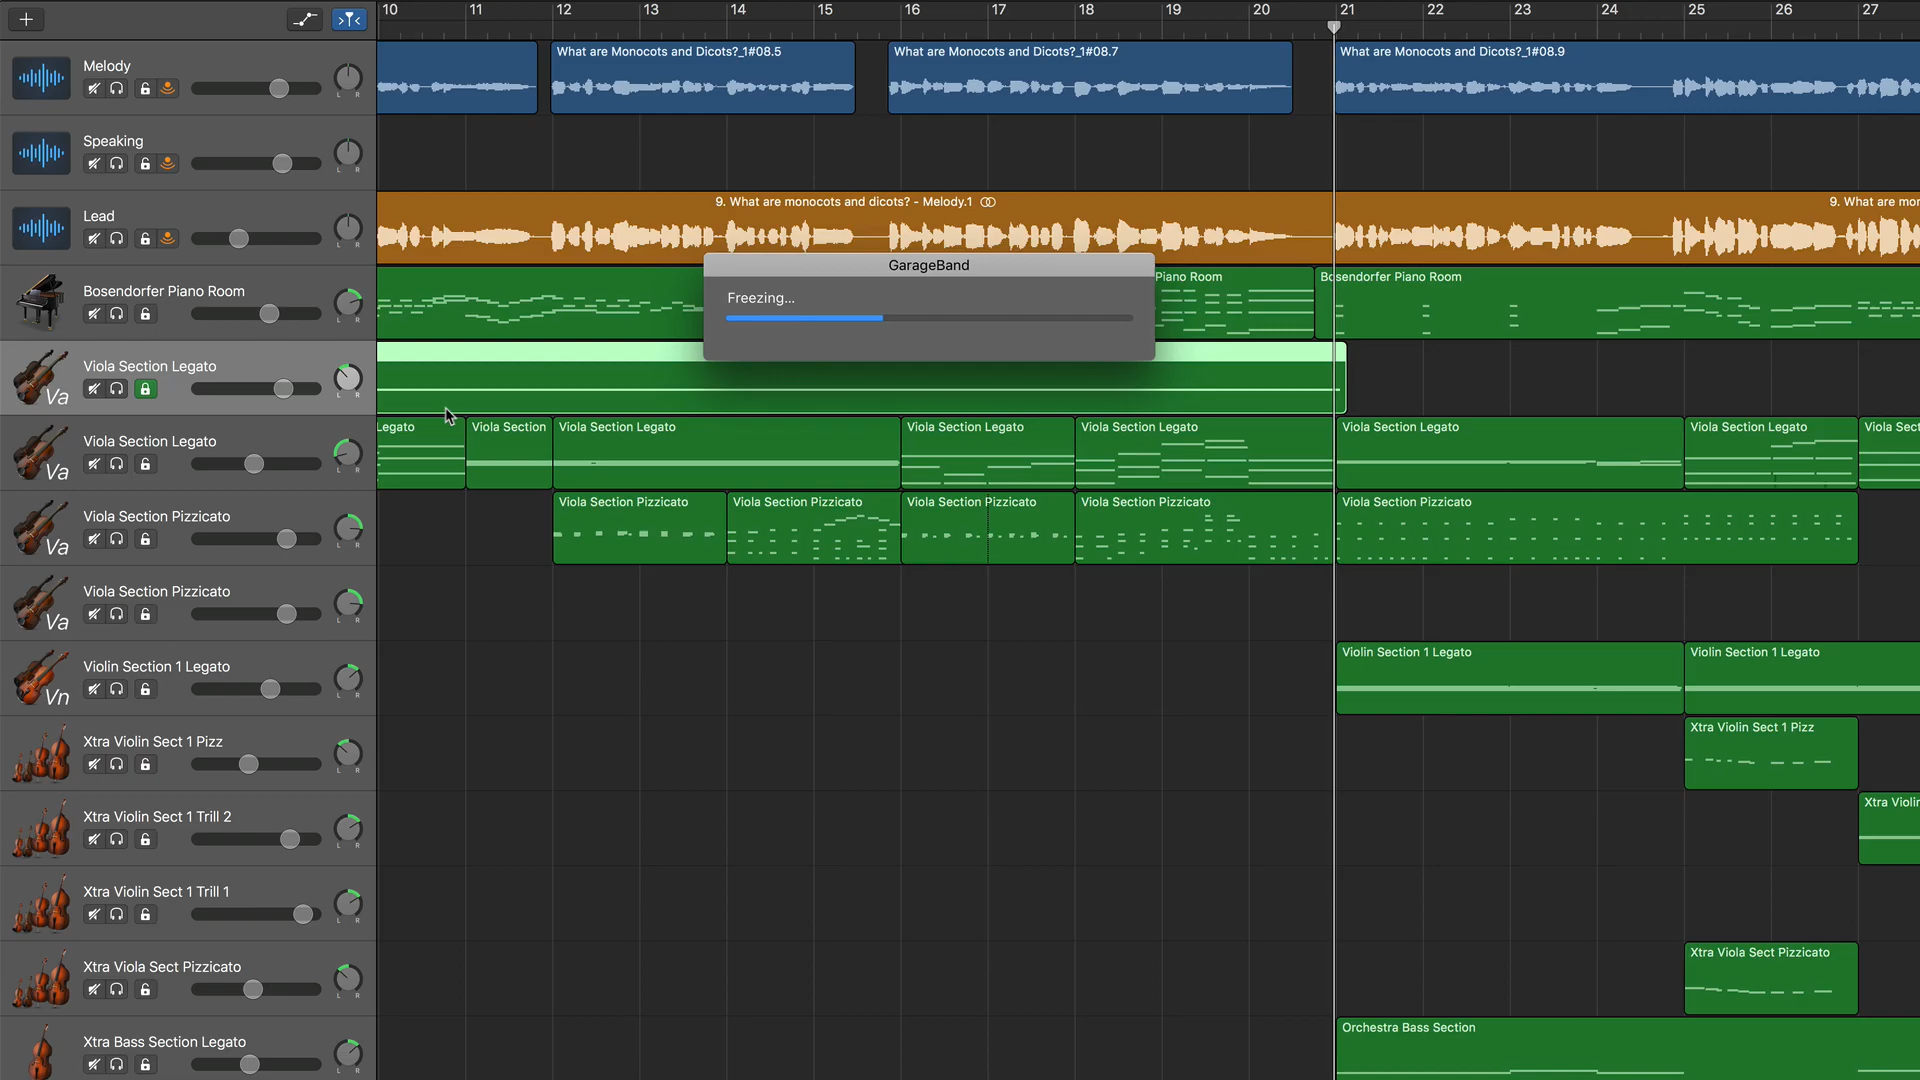 10 11 12 13 14 15 16 17 18 19 20 21 22 23 24 25 26 27
Melody
L R
What are Monocots and Dicots?_1#08.5
What are Monocots and Dicots?_1#08.7
What are Monocots and Dicots?_1#08.9
Speaking
L R
Lead
L R
9. What are monocots and dicots? - Melody.1
9. What are mor
GarageBand
Freezing...
Bosendorfer Piano Room
L R
Piano Room
Bosendorfer Piano Room
Viola Section Legato
Va
L R
Viola Section Legato
Va
L R
Legato
Viola Section
Viola Section Legato
Viola Section Legato
Viola Section Legato
Viola Section Legato
Viola Section Legato
Viola Sect
Viola Section Pizzicato
Va
L R
Viola Section Pizzicato
Viola Section Pizzicato
Viola Section Pizzicato
Viola Section Pizzicato
Viola Section Pizzicato
Viola Section Pizzicato
Va
L R
Violin Section 1 Legato
Vn
L R
Violin Section 1 Legato
Violin Section 1 Legato
Xtra Violin Sect 1 Pizz
L R
Xtra Violin Sect 1 Pizz
Xtra Violin Sect 1 Trill 2
L R
Xtra Violin
Xtra Violin Sect 1 Trill 1
L R
Xtra Viola Sect Pizzicato
L R
Xtra Viola Sect Pizzicato
Xtra Bass Section Legato
L R
Orchestra Bass Section